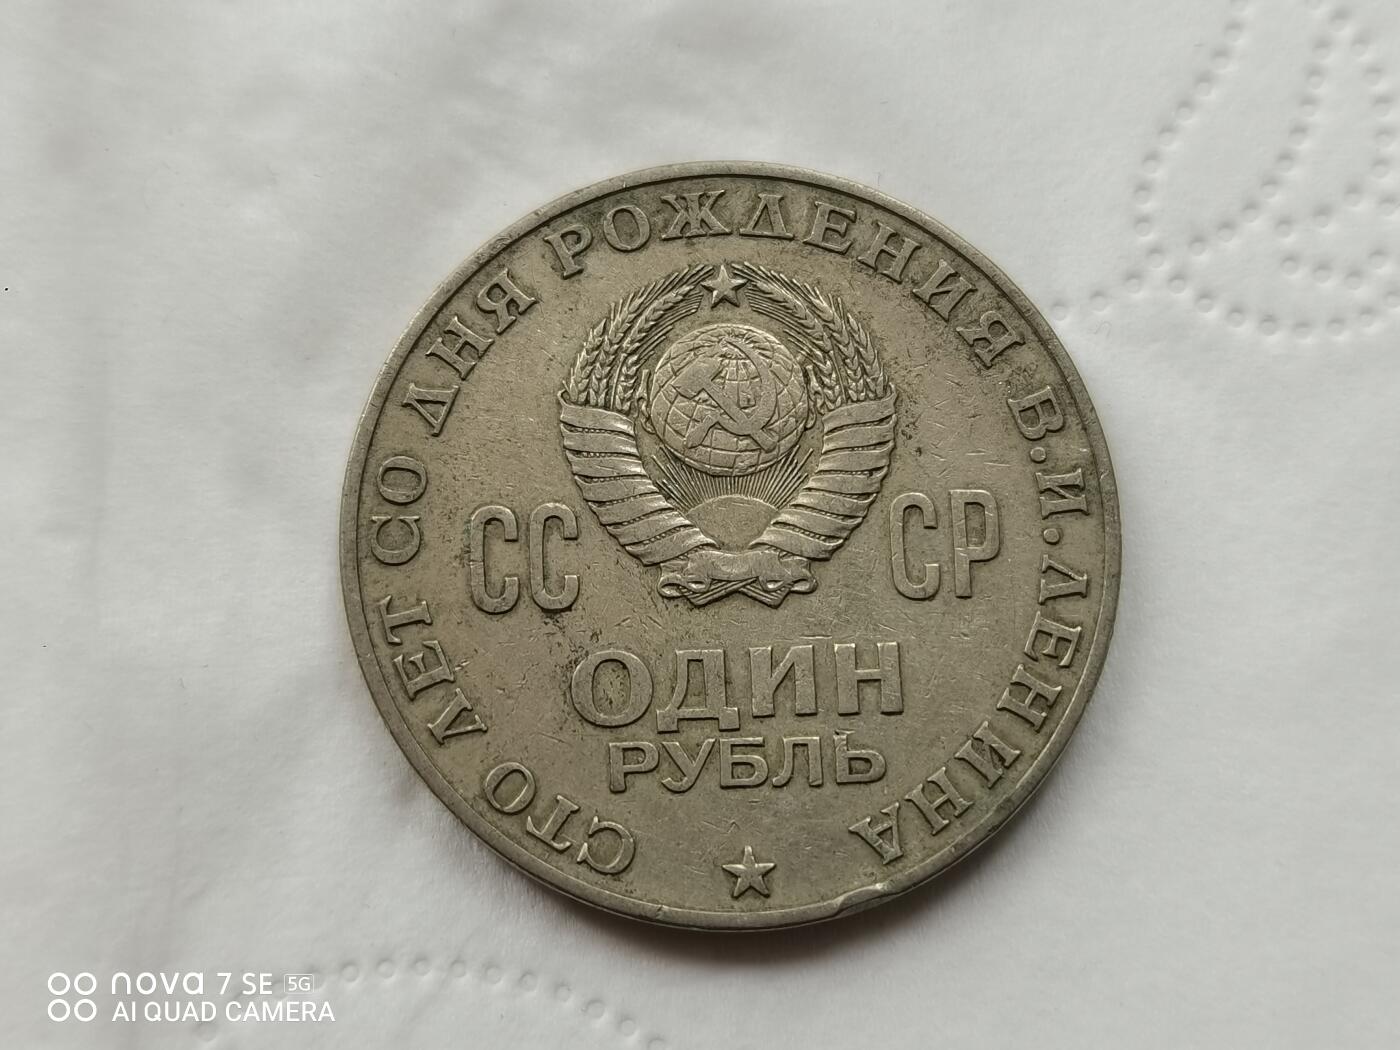 СТО ЛЕТ СО ДНЯ РОЖДЕНИЯ В.И.ЛЕНИНА
СС СР
ОДИН
РУБЛЬ
nova 7 SE 5G
AI QUAD CAMERA